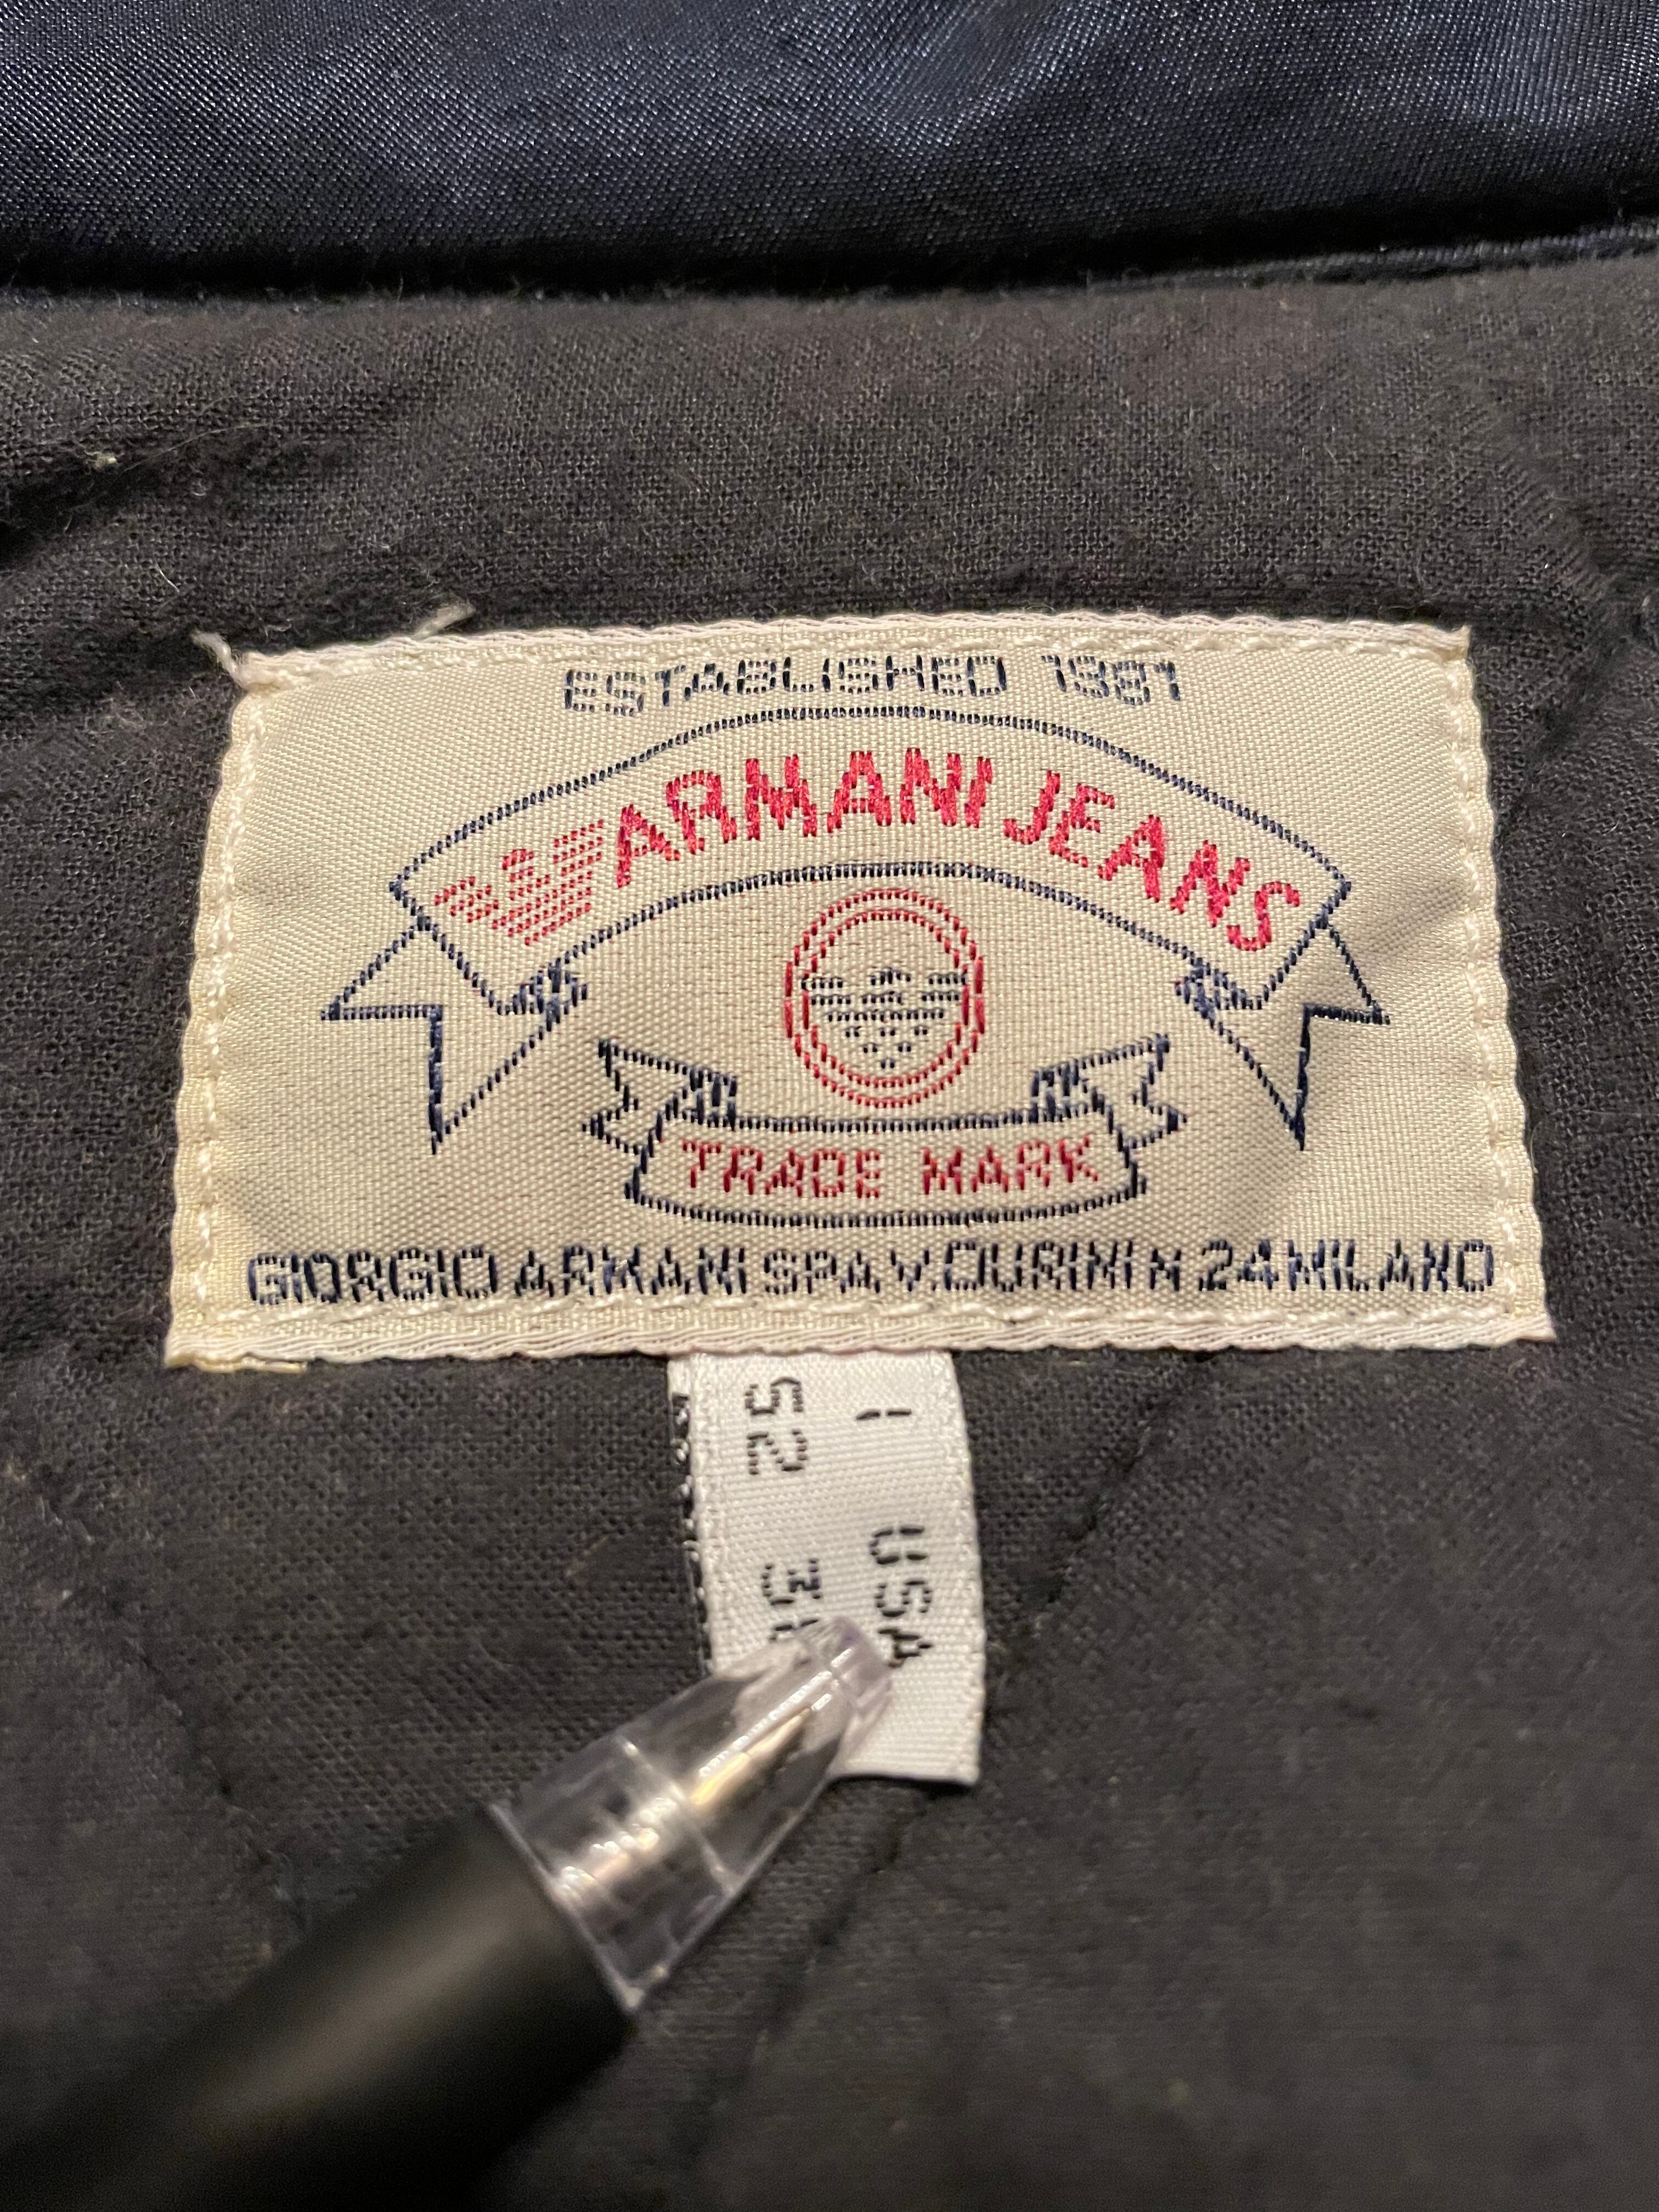 ESTABLISHED 1981
ARMANI JEANS
TRADE MARK
GIORGIO ARMANI SPA V.DURINI N 24 MILANO
I 52
USA